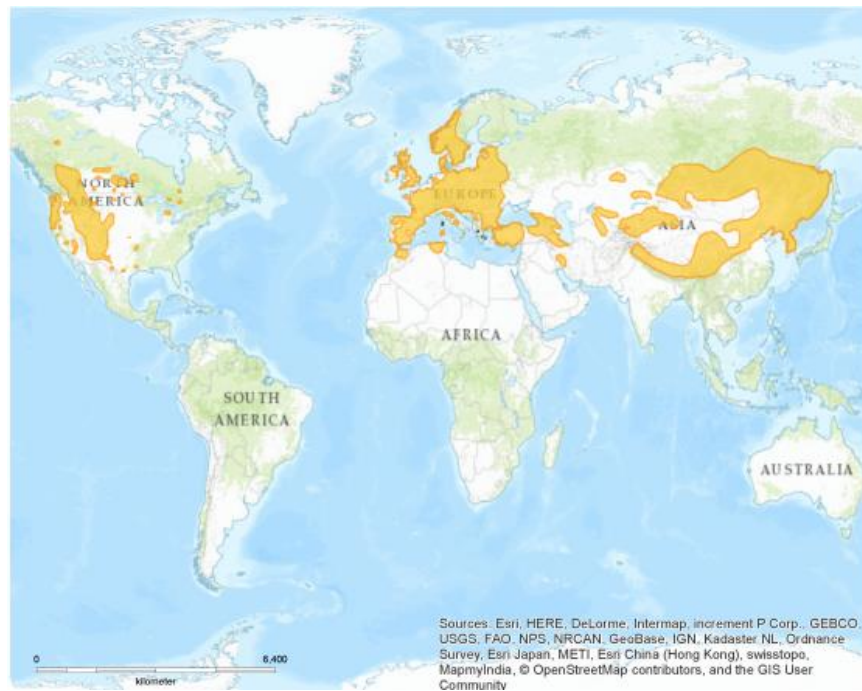 NORTH
AMERICA
EUROPE
ASIA
AFRICA
SOUTH
AMERICA
AUSTRALIA
Sources: Esri, HERE, DeLorme, Intermap, increment P Corp., GEBCO,
USGS, FAO, NPS, NRCAN, GeoBase, IGN, Kadaster NL, Ordnance
Survey, Esri Japan, METI, Esri China (Hong Kong), swisstopo,
MapmyIndia, © OpenStreetMap contributors, and the GIS User
Community
0 6,400
kilometer